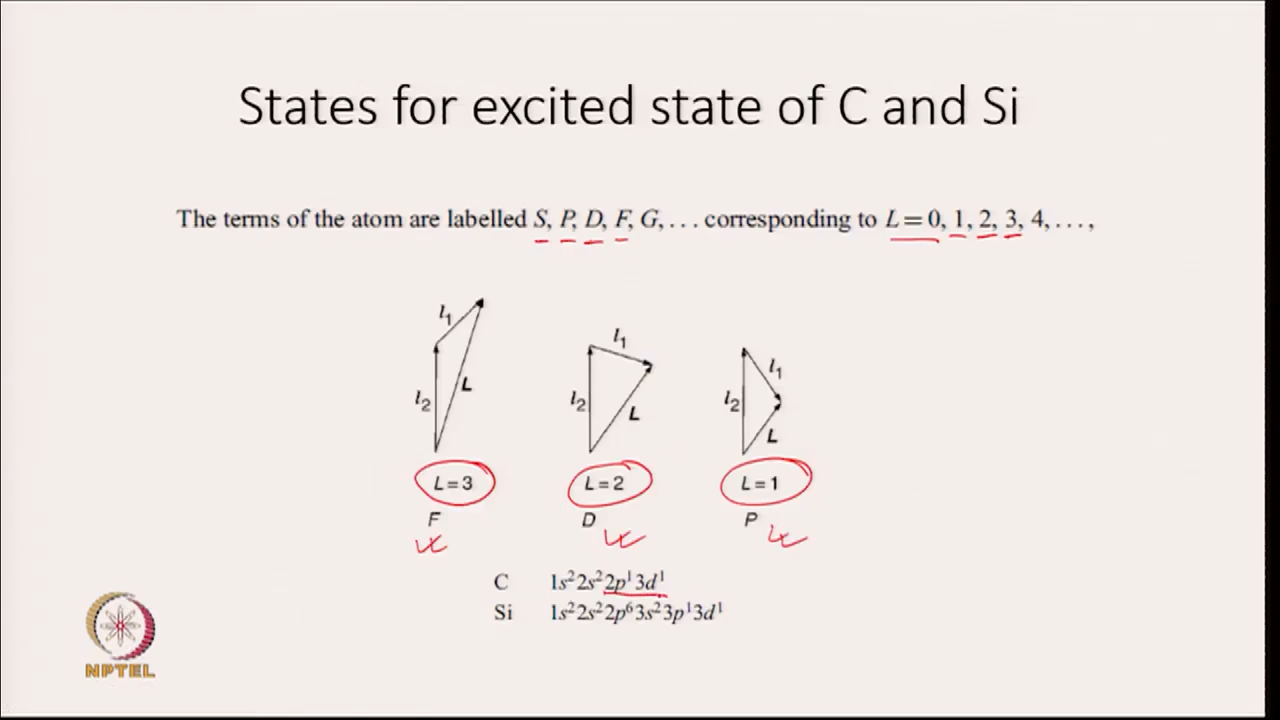 States for excited state of C and Si
The terms of the atom are labelled S, P, D, F, G, . . . corresponding to L = 0, 1, 2, 3, 4, . . . ,
l₁ l₂ L
l₁ l₂ L
l₁ l₂ L
L=3 L=2 L=1
F D P
C 1s²2s²2p¹3d¹
Si 1s²2s²2p⁶3s²3p¹3d¹
NPTEL